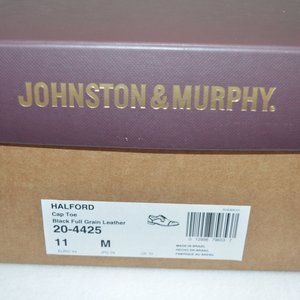 JOHNSTON & MURPHY.
HALFORD
Cap Toe
Black Full Grain Leather
20-4425
11 M
MADE IN BRAZIL